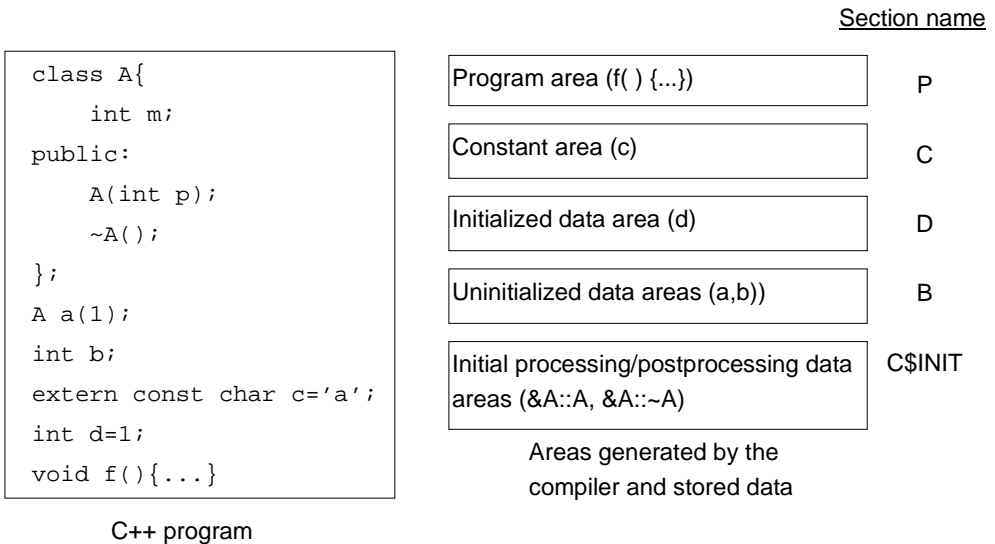 Section name
class A{
int m;
public:
A(int p);
~A();
};
A a(1);
int b;
extern const char c=’a’;
int d=1;
void f(){...}
C++ program
Program area (f( ) {...})
P
Constant area (c)
C
Initialized data area (d)
D
Uninitialized data areas (a,b))
B
Initial processing/postprocessing data
areas (&A::A, &A::~A)
C$INIT
Areas generated by the
compiler and stored data